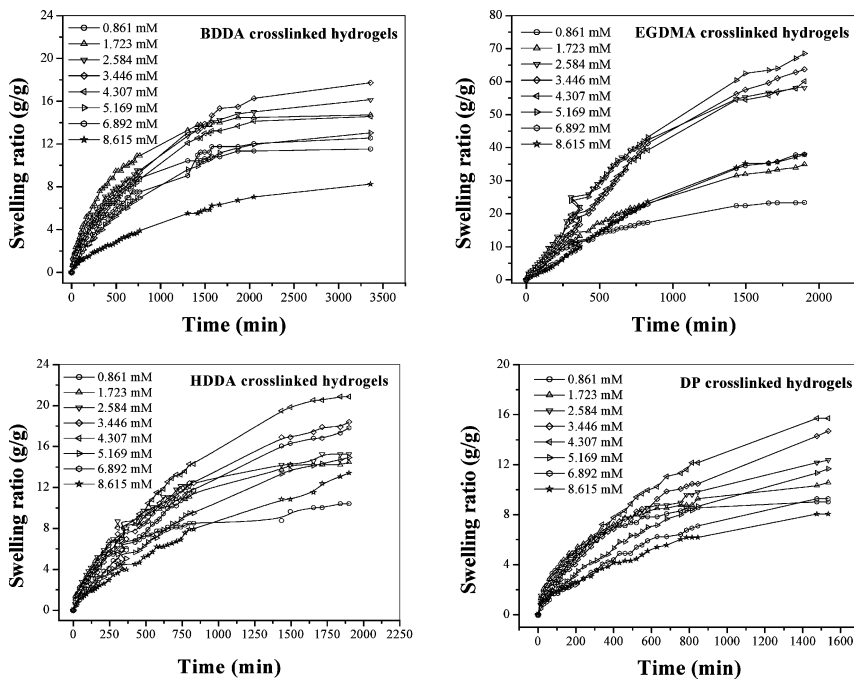 BDDA crosslinked hydrogels
0.861 mM
1.723 mM
2.584 mM
3.446 mM
4.307 mM
5.169 mM
6.892 mM
8.615 mM
Swelling ratio (g/g)
24
20
16
12
8
4
0
0 500 1000 1500 2000 2500 3000 3500
Time (min)
EGDMA crosslinked hydrogels
0.861 mM
1.723 mM
2.584 mM
3.446 mM
4.307 mM
5.169 mM
6.892 mM
8.615 mM
Swelling ratio (g/g)
80
70
60
50
40
30
20
10
0
0 500 1000 1500 2000
Time (min)
HDDA crosslinked hydrogels
0.861 mM
1.723 mM
2.584 mM
3.446 mM
4.307 mM
5.169 mM
6.892 mM
8.615 mM
Swelling ratio (g/g)
24
20
16
12
8
4
0
0 250 500 750 1000 1250 1500 1750 2000 2250
Time (min)
DP crosslinked hydrogels
0.861 mM
1.723 mM
2.584 mM
3.446 mM
4.307 mM
5.169 mM
6.892 mM
8.615 mM
Swelling ratio (g/g)
20
16
12
8
4
0
0 200 400 600 800 1000 1200 1400 1600
Time (min)